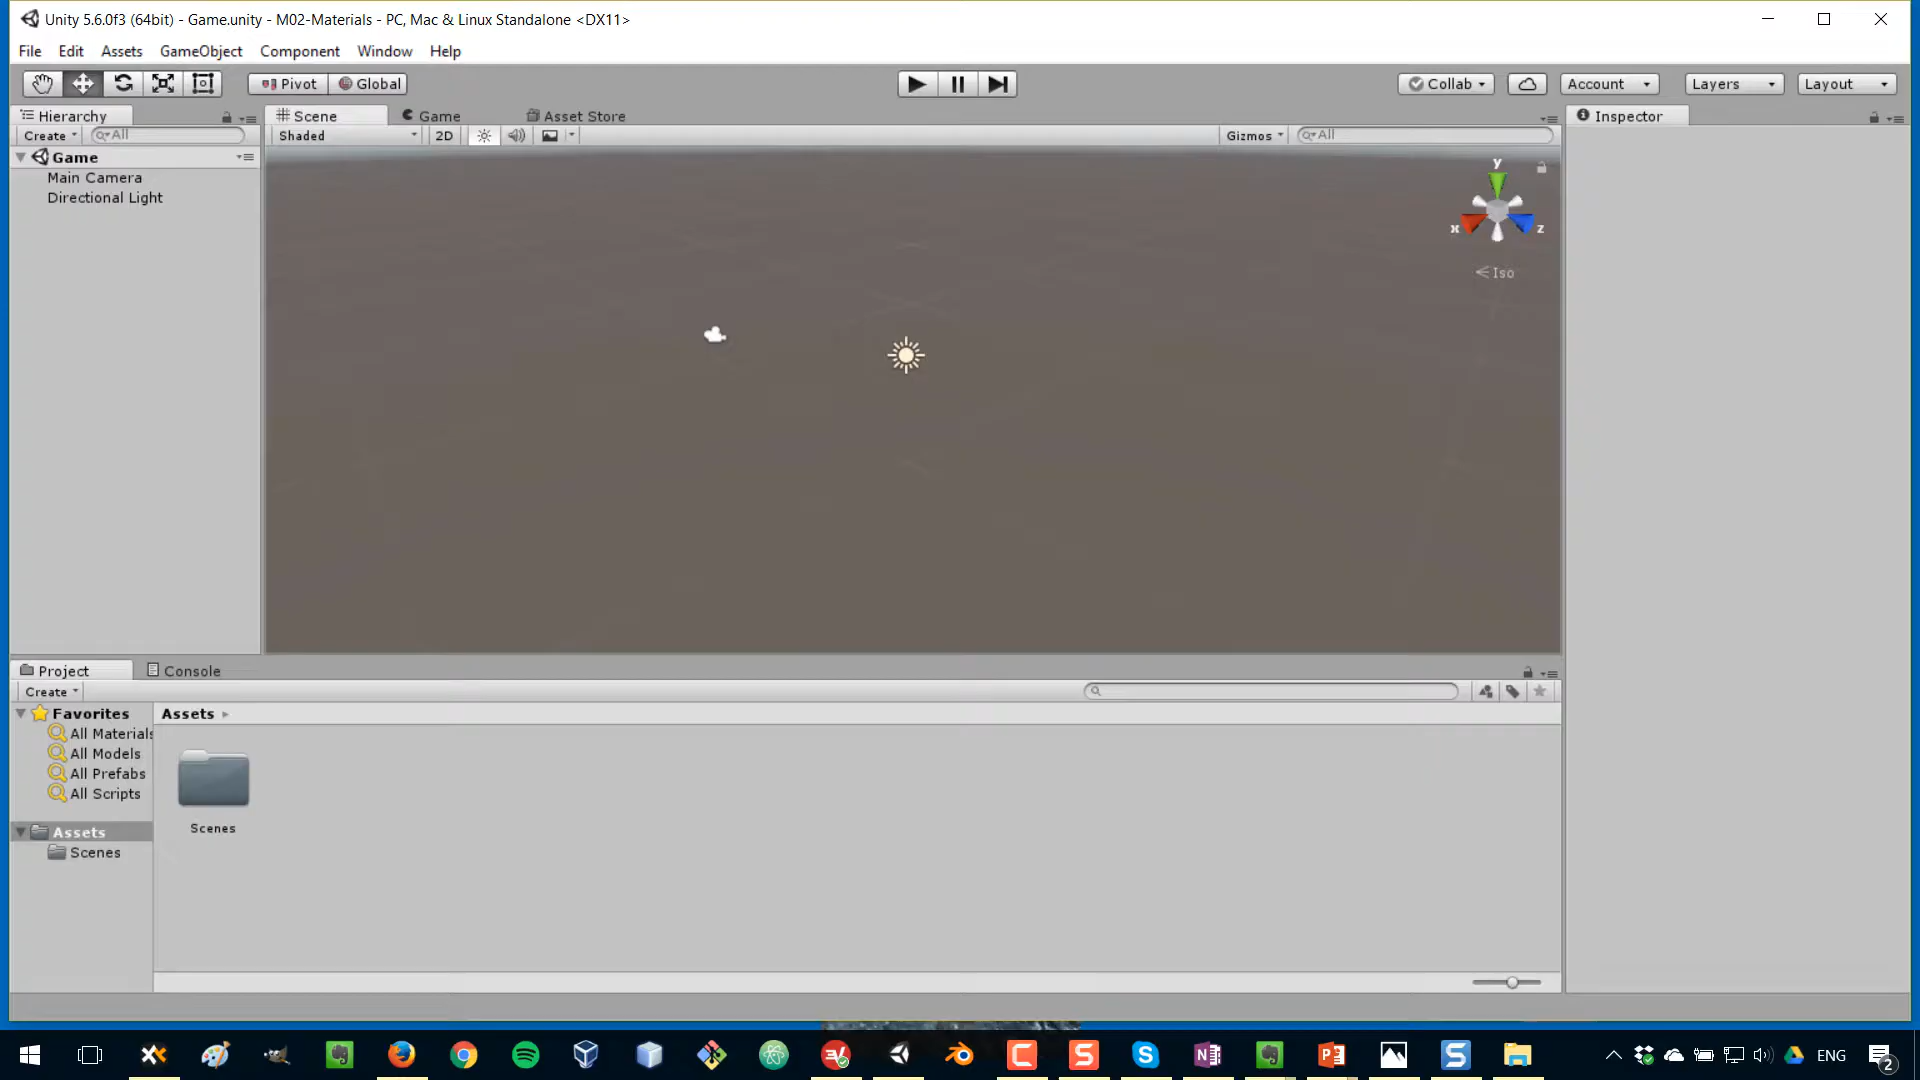 Unity 5.6.0f3 (64bit) - Game.unity - M02-Materials - PC, Mac & Linux Standalone <DX11>
File Edit Assets GameObject Component Window Help
Pivot Global Collab Account Layers Layout
Hierarchy Scene Game Asset Store Inspector
Create All Shaded 2D Gizmos All
Game
Main Camera
Directional Light
y
x z
Iso
Project Console
Create
Favorites Assets
All Materials
All Models
All Prefabs
All Scripts
Scenes
Assets
Scenes
ENG
2